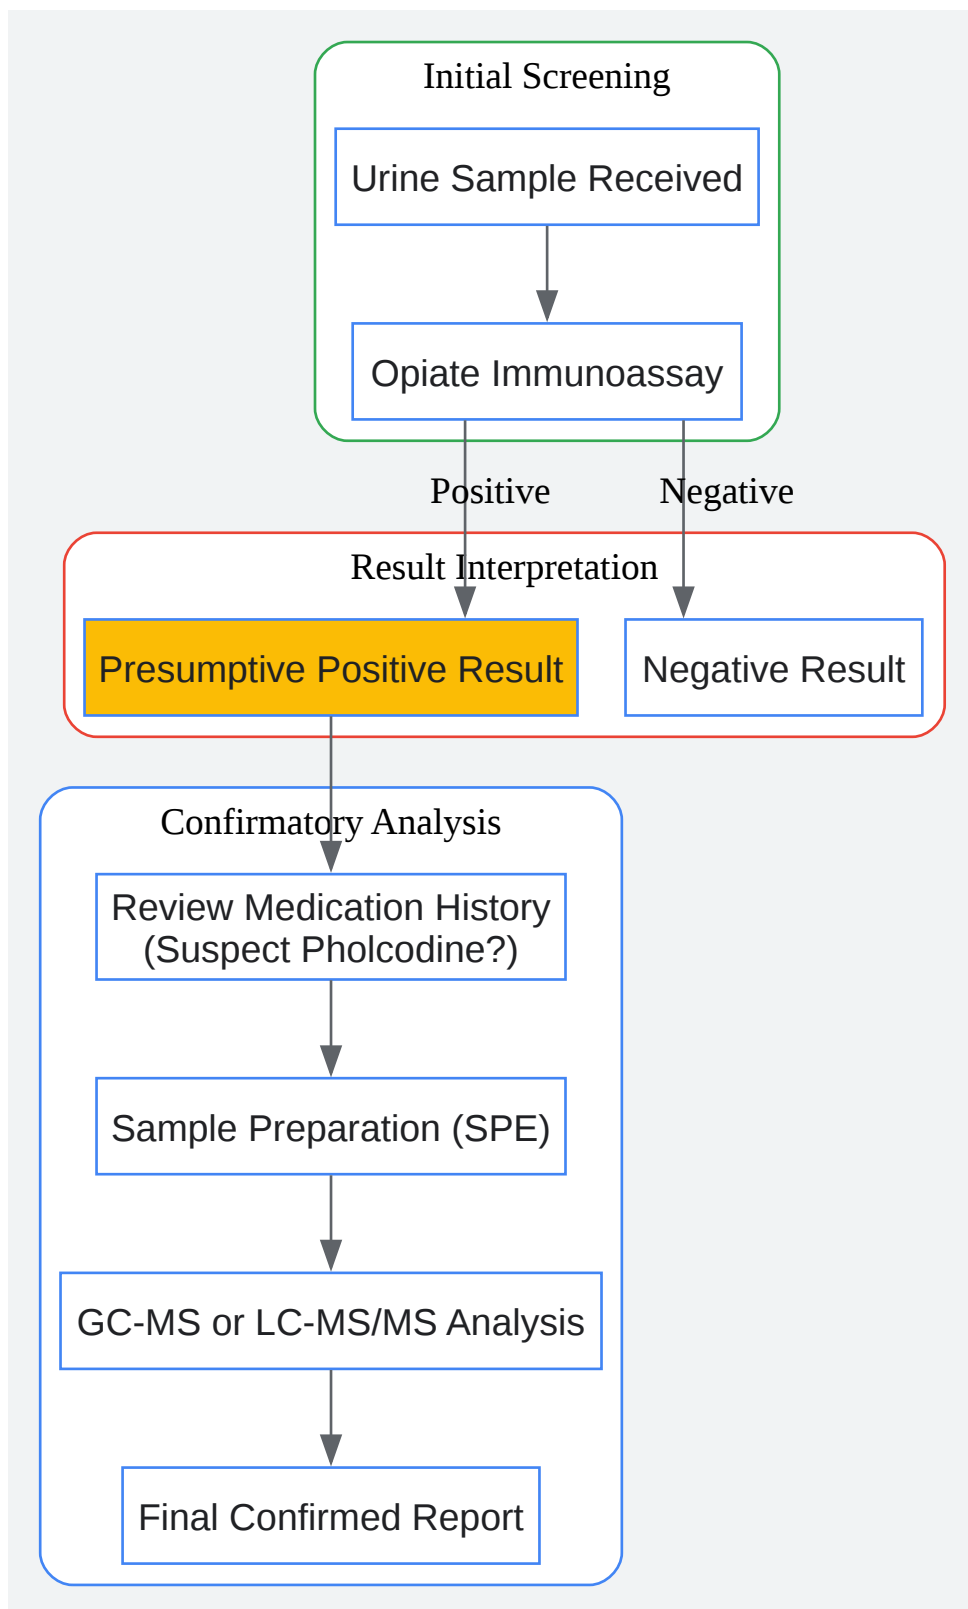 Initial Screening
Urine Sample Received
Opiate Immunoassay
Positive
Negative
Result Interpretation
Presumptive Positive Result
Negative Result
Confirmatory Analysis
Review Medication History
(Suspect Pholcodine?)
Sample Preparation (SPE)
GC-MS or LC-MS/MS Analysis
Final Confirmed Report